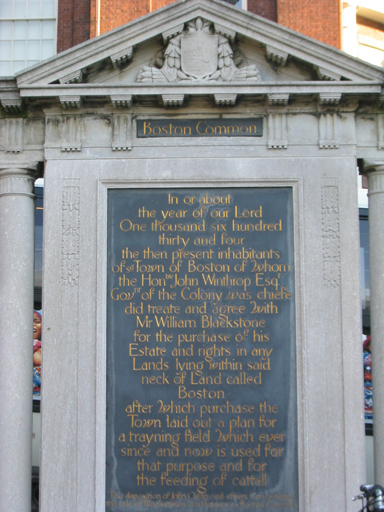 Boston Common
In or about
the year of our Lord
One thousand six hundred
thirty and four
the then present inhabitants
of ye Town of Boston of Whom
the Honble John Winthrop Esqr
Govnr of the Colony was chiefe
did treate and agree With
Mr William Blackstone
for the purchase of his
Estate and rights in any
Lands lying within said
neck of Land called
Boston
after Which purchase the
Town laid out a plan for
a trayning field Which ever
since and now is used for
that purpose and for
the feeding of cattell